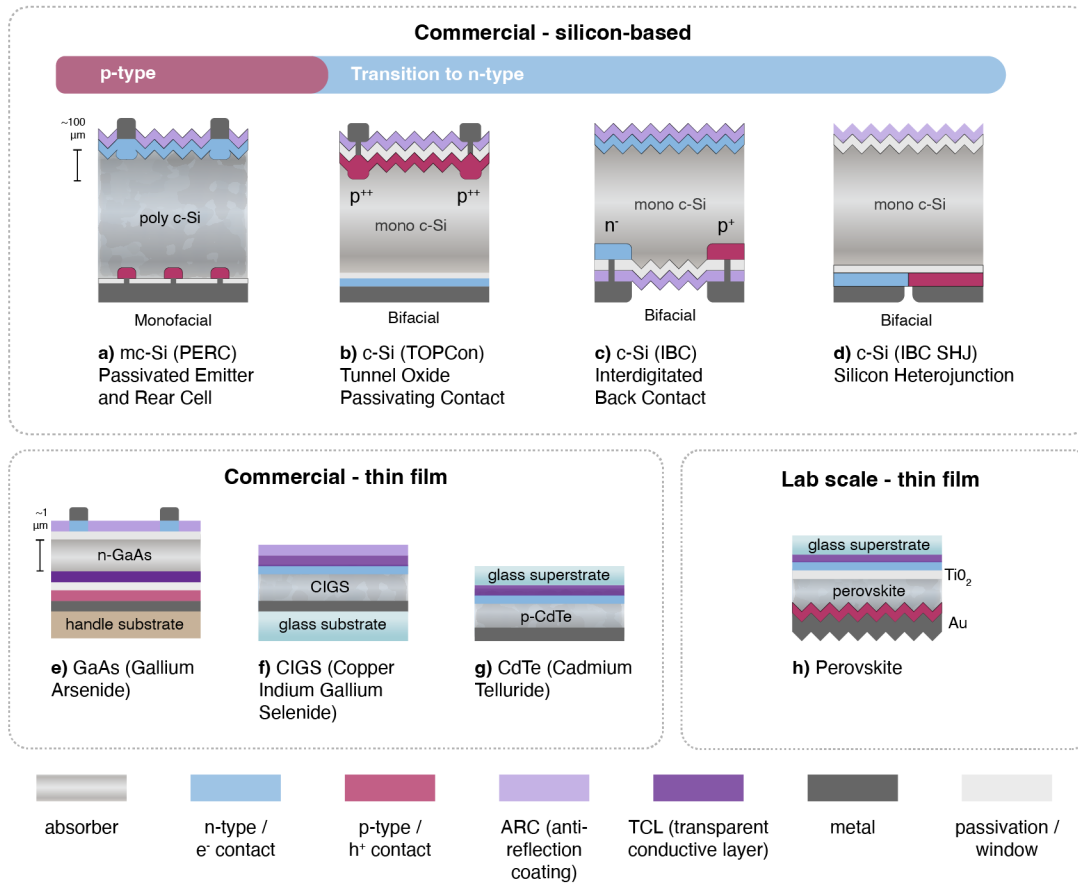 Commercial - silicon-based
p-type
Transition to n-type
~100
µm
poly c-Si
Monofacial
a) mc-Si (PERC)
Passivated Emitter
and Rear Cell
p++
p++
mono c-Si
Bifacial
b) c-Si (TOPCon)
Tunnel Oxide
Passivating Contact
mono c-Si
n-
p+
Bifacial
c) c-Si (IBC)
Interdigitated
Back Contact
mono c-Si
Bifacial
d) c-Si (IBC SHJ)
Silicon Heterojunction
Commercial - thin film
~1
µm
n-GaAs
handle substrate
e) GaAs (Gallium
Arsenide)
CIGS
glass substrate
f) CIGS (Copper
Indium Gallium
Selenide)
glass superstrate
p-CdTe
g) CdTe (Cadmium
Telluride)
Lab scale - thin film
glass superstrate
TiO2
perovskite
Au
h) Perovskite
absorber
n-type /
e- contact
p-type /
h+ contact
ARC (anti-
reflection
coating)
TCL (transparent
conductive layer)
metal
passivation /
window